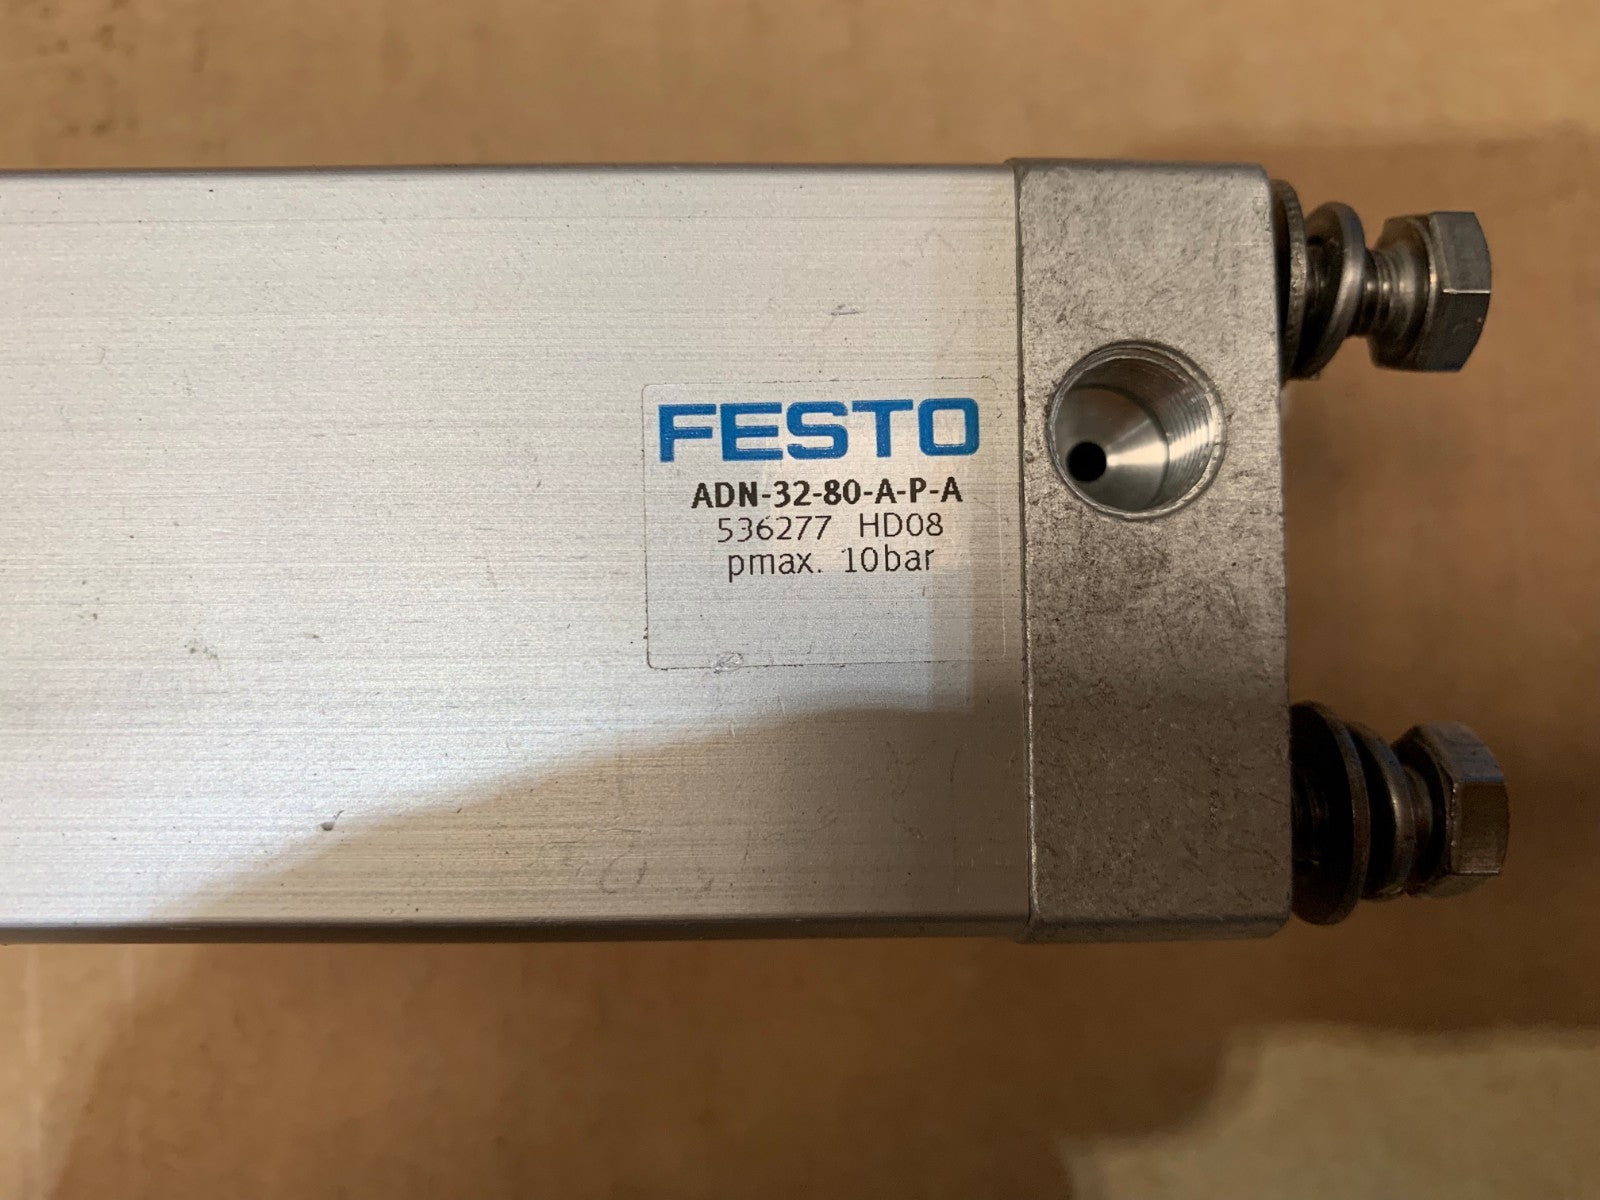 FESTO
ADN-32-80-A-P-A
536277 HD08
pmax. 10bar